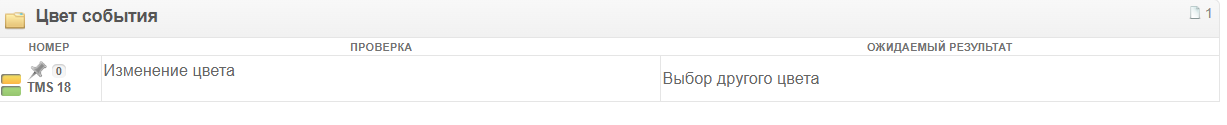 Цвет события
1
НОМЕР ПРОВЕРКА ОЖИДАЕМЫЙ РЕЗУЛЬТАТ
0
TMS 18
Изменение цвета
Выбор другого цвета